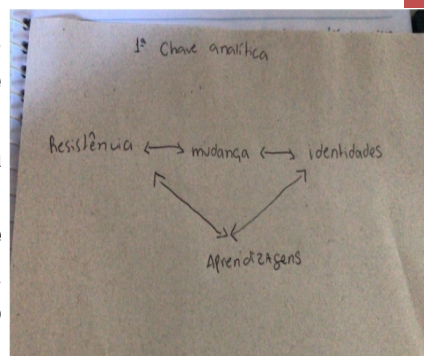 1ª Chave analítica
Resistência ↔ mudança ↔ identidades
Aprendizagens